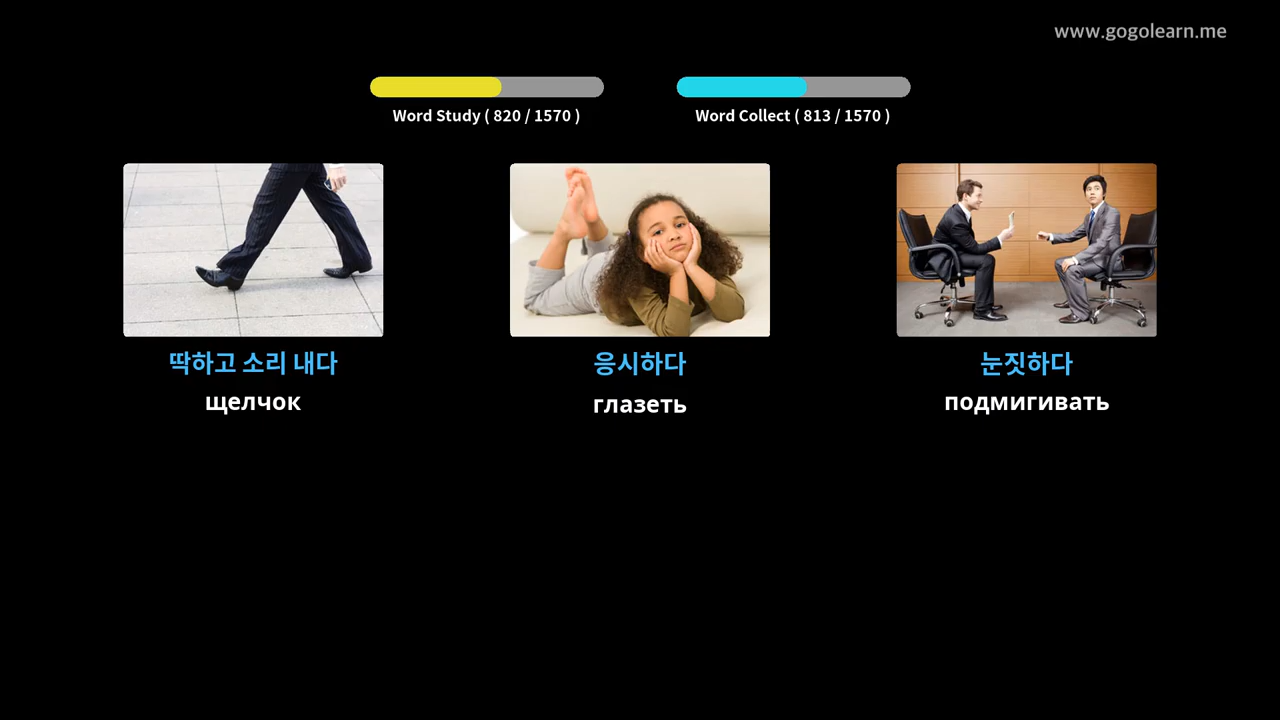 www.gogolearn.me
Word Study ( 820 / 1570 )
Word Collect ( 813 / 1570 )
딱하고 소리 내다
응시하다
눈짓하다
щелчок
глазеть
подмигивать